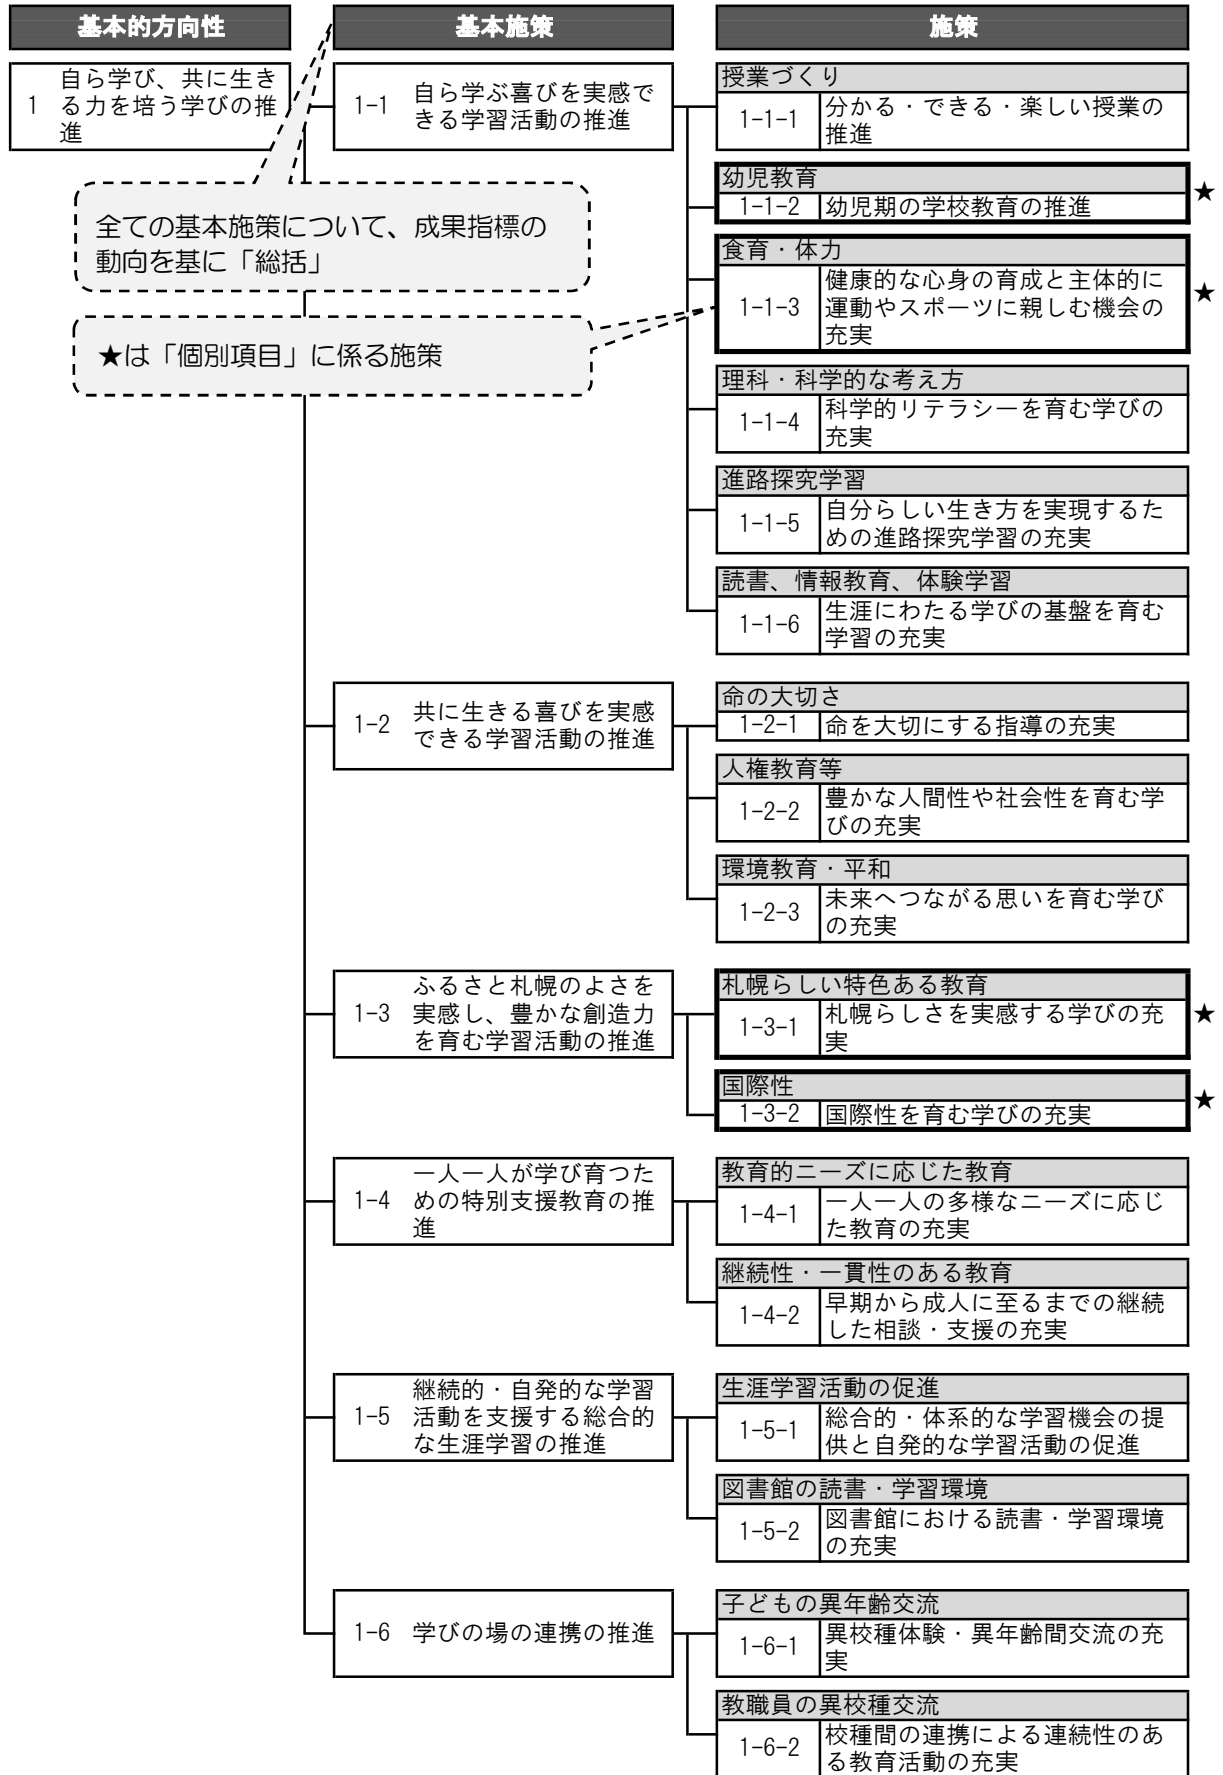 基本的方向性
基本施策
施策
1
自ら学び、共に生き
る力を培う学びの推
進
1-1
自ら学ぶ喜びを実感で
きる学習活動の推進
授業づくり
1-1-1
分かる・できる・楽しい授業の
推進
幼児教育
1-1-2
幼児期の学校教育の推進
★
全ての基本施策について、成果指標の
動向を基に「総括」
食育・体力
1-1-3
健康的な心身の育成と主体的に
運動やスポーツに親しむ機会の
充実
★
★は「個別項目」に係る施策
理科・科学的な考え方
1-1-4
科学的リテラシーを育む学びの
充実
進路探究学習
1-1-5
自分らしい生き方を実現するた
めの進路探究学習の充実
読書、情報教育、体験学習
1-1-6
生涯にわたる学びの基盤を育む
学習の充実
1-2
共に生きる喜びを実感
できる学習活動の推進
命の大切さ
1-2-1
命を大切にする指導の充実
人権教育等
1-2-2
豊かな人間性や社会性を育む学
びの充実
環境教育・平和
1-2-3
未来へつながる思いを育む学び
の充実
1-3
ふるさと札幌のよさを
実感し、豊かな創造力
を育む学習活動の推進
札幌らしい特色ある教育
1-3-1
札幌らしさを実感する学びの充
実
★
国際性
1-3-2
国際性を育む学びの充実
★
1-4
一人一人が学び育つた
めの特別支援教育の推
進
教育的ニーズに応じた教育
1-4-1
一人一人の多様なニーズに応じ
た教育の充実
継続性・一貫性のある教育
1-4-2
早期から成人に至るまでの継続
した相談・支援の充実
1-5
継続的・自発的な学習
活動を支援する総合的
な生涯学習の推進
生涯学習活動の促進
1-5-1
総合的・体系的な学習機会の提
供と自発的な学習活動の促進
図書館の読書・学習環境
1-5-2
図書館における読書・学習環境
の充実
1-6
学びの場の連携の推進
子どもの異年齢交流
1-6-1
異校種体験・異年齢間交流の充
実
教職員の異校種交流
1-6-2
校種間の連携による連続性のあ
る教育活動の充実